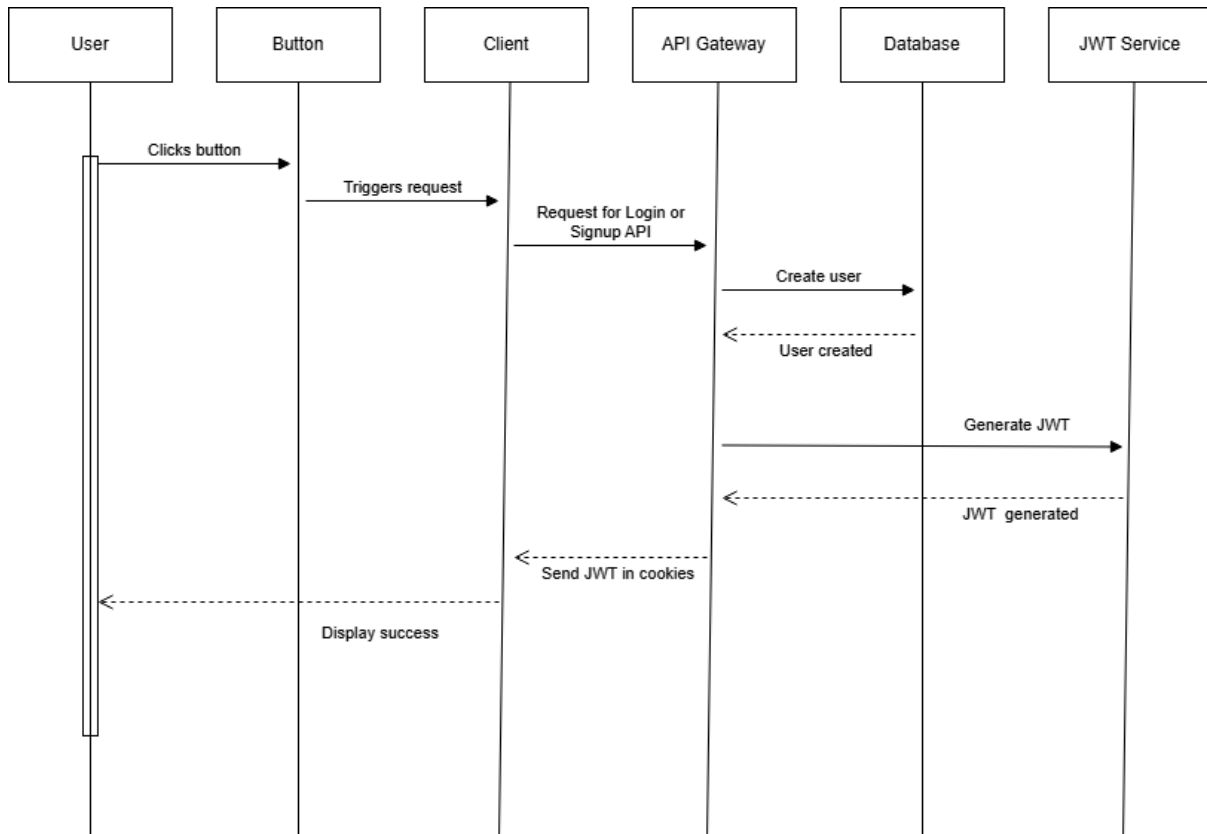 User
Button
Client
API Gateway
Database
JWT Service
Clicks button
Triggers request
Request for Login or
Signup API
Create user
User created
Generate JWT
JWT generated
Send JWT in cookies
Display success